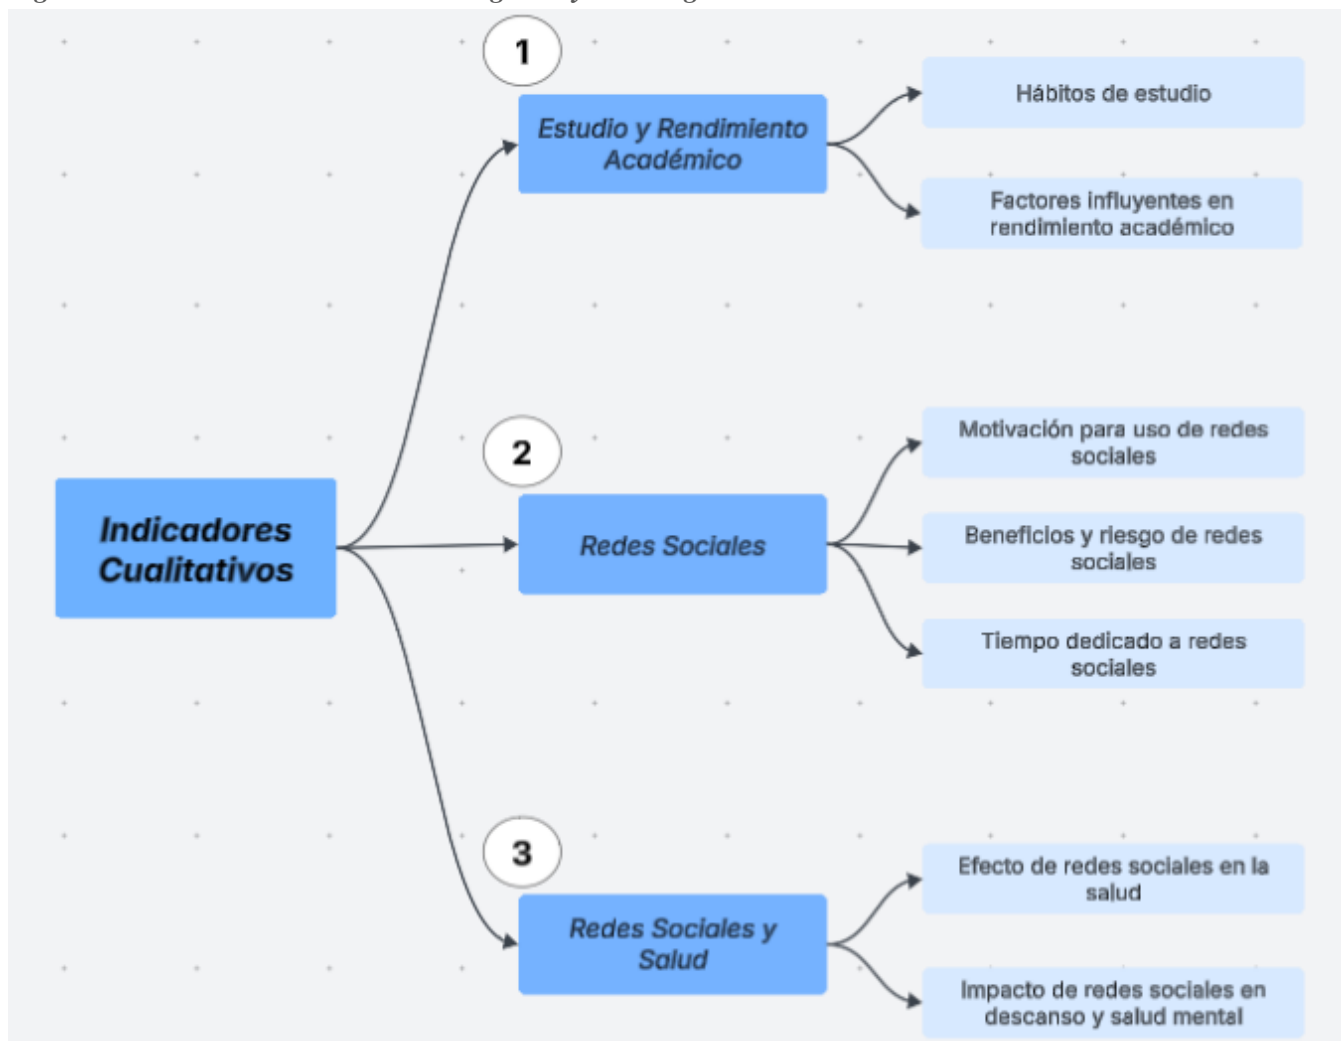 1
Estudio y Rendimiento
Académico
Hábitos de estudio
Factores influyentes en
rendimiento académico
2
Indicadores
Cualitativos
Redes Sociales
Motivación para uso de redes
sociales
Beneficios y riesgo de redes
sociales
Tiempo dedicado a redes
sociales
3
Redes Sociales y
Salud
Efecto de redes sociales en la
salud
Impacto de redes sociales en
descanso y salud mental